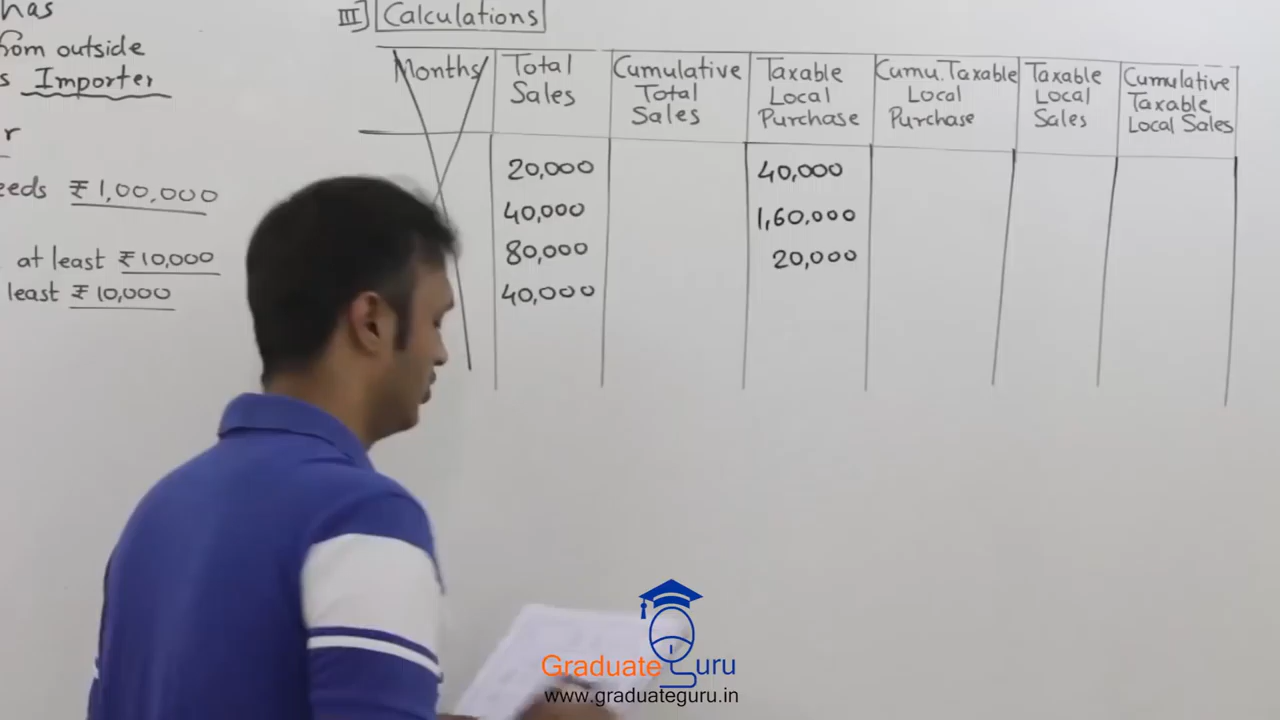 has
from outside
s Importer
r
eeds ₹1,00,000
at least ₹10,000
least ₹10,000
III] Calculations
Months
Total Sales
Cumulative Total Sales
Taxable Local Purchase
Cumu. Taxable Local Purchase
Taxable Local Sales
Cumulative Taxable Local Sales
20,000 40,000
40,000 1,60,000
80,000 20,000
40,000
Graduate Guru
www.graduateguru.in